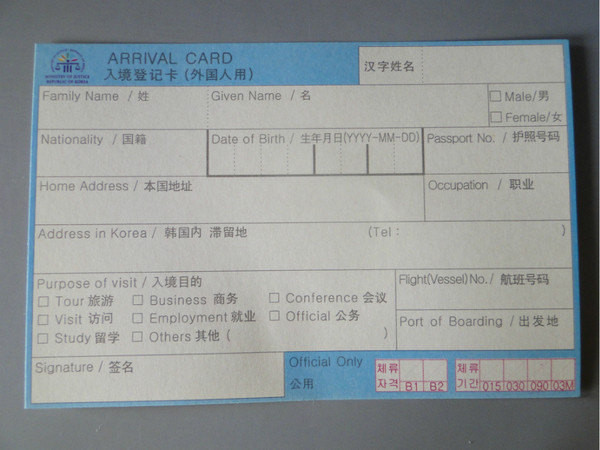 MINISTRY OF JUSTICE
REPUBLIC OF KOREA
ARRIVAL CARD
入境登记卡 (外国人用)
汉字姓名
Family Name / 姓
Given Name / 名
Male/男
Female/女
Nationality / 国籍
Date of Birth / 生年月日(YYYY-MM-DD)
Passport No. / 护照号码
Home Address / 本国地址
Occupation / 职业
Address in Korea / 韩国内 滞留地
(Tel : )
Purpose of visit / 入境目的
Tour 旅游
Business 商务
Conference 会议
Visit 访问
Employment 就业
Official 公务
Study 留学
Others 其他 ( )
Flight(Vessel) No. / 航班号码
Port of Boarding / 出发地
Signature / 签名
Official Only
公用
체류
자격
B1 B2
체류
기간
015 030 090 03M